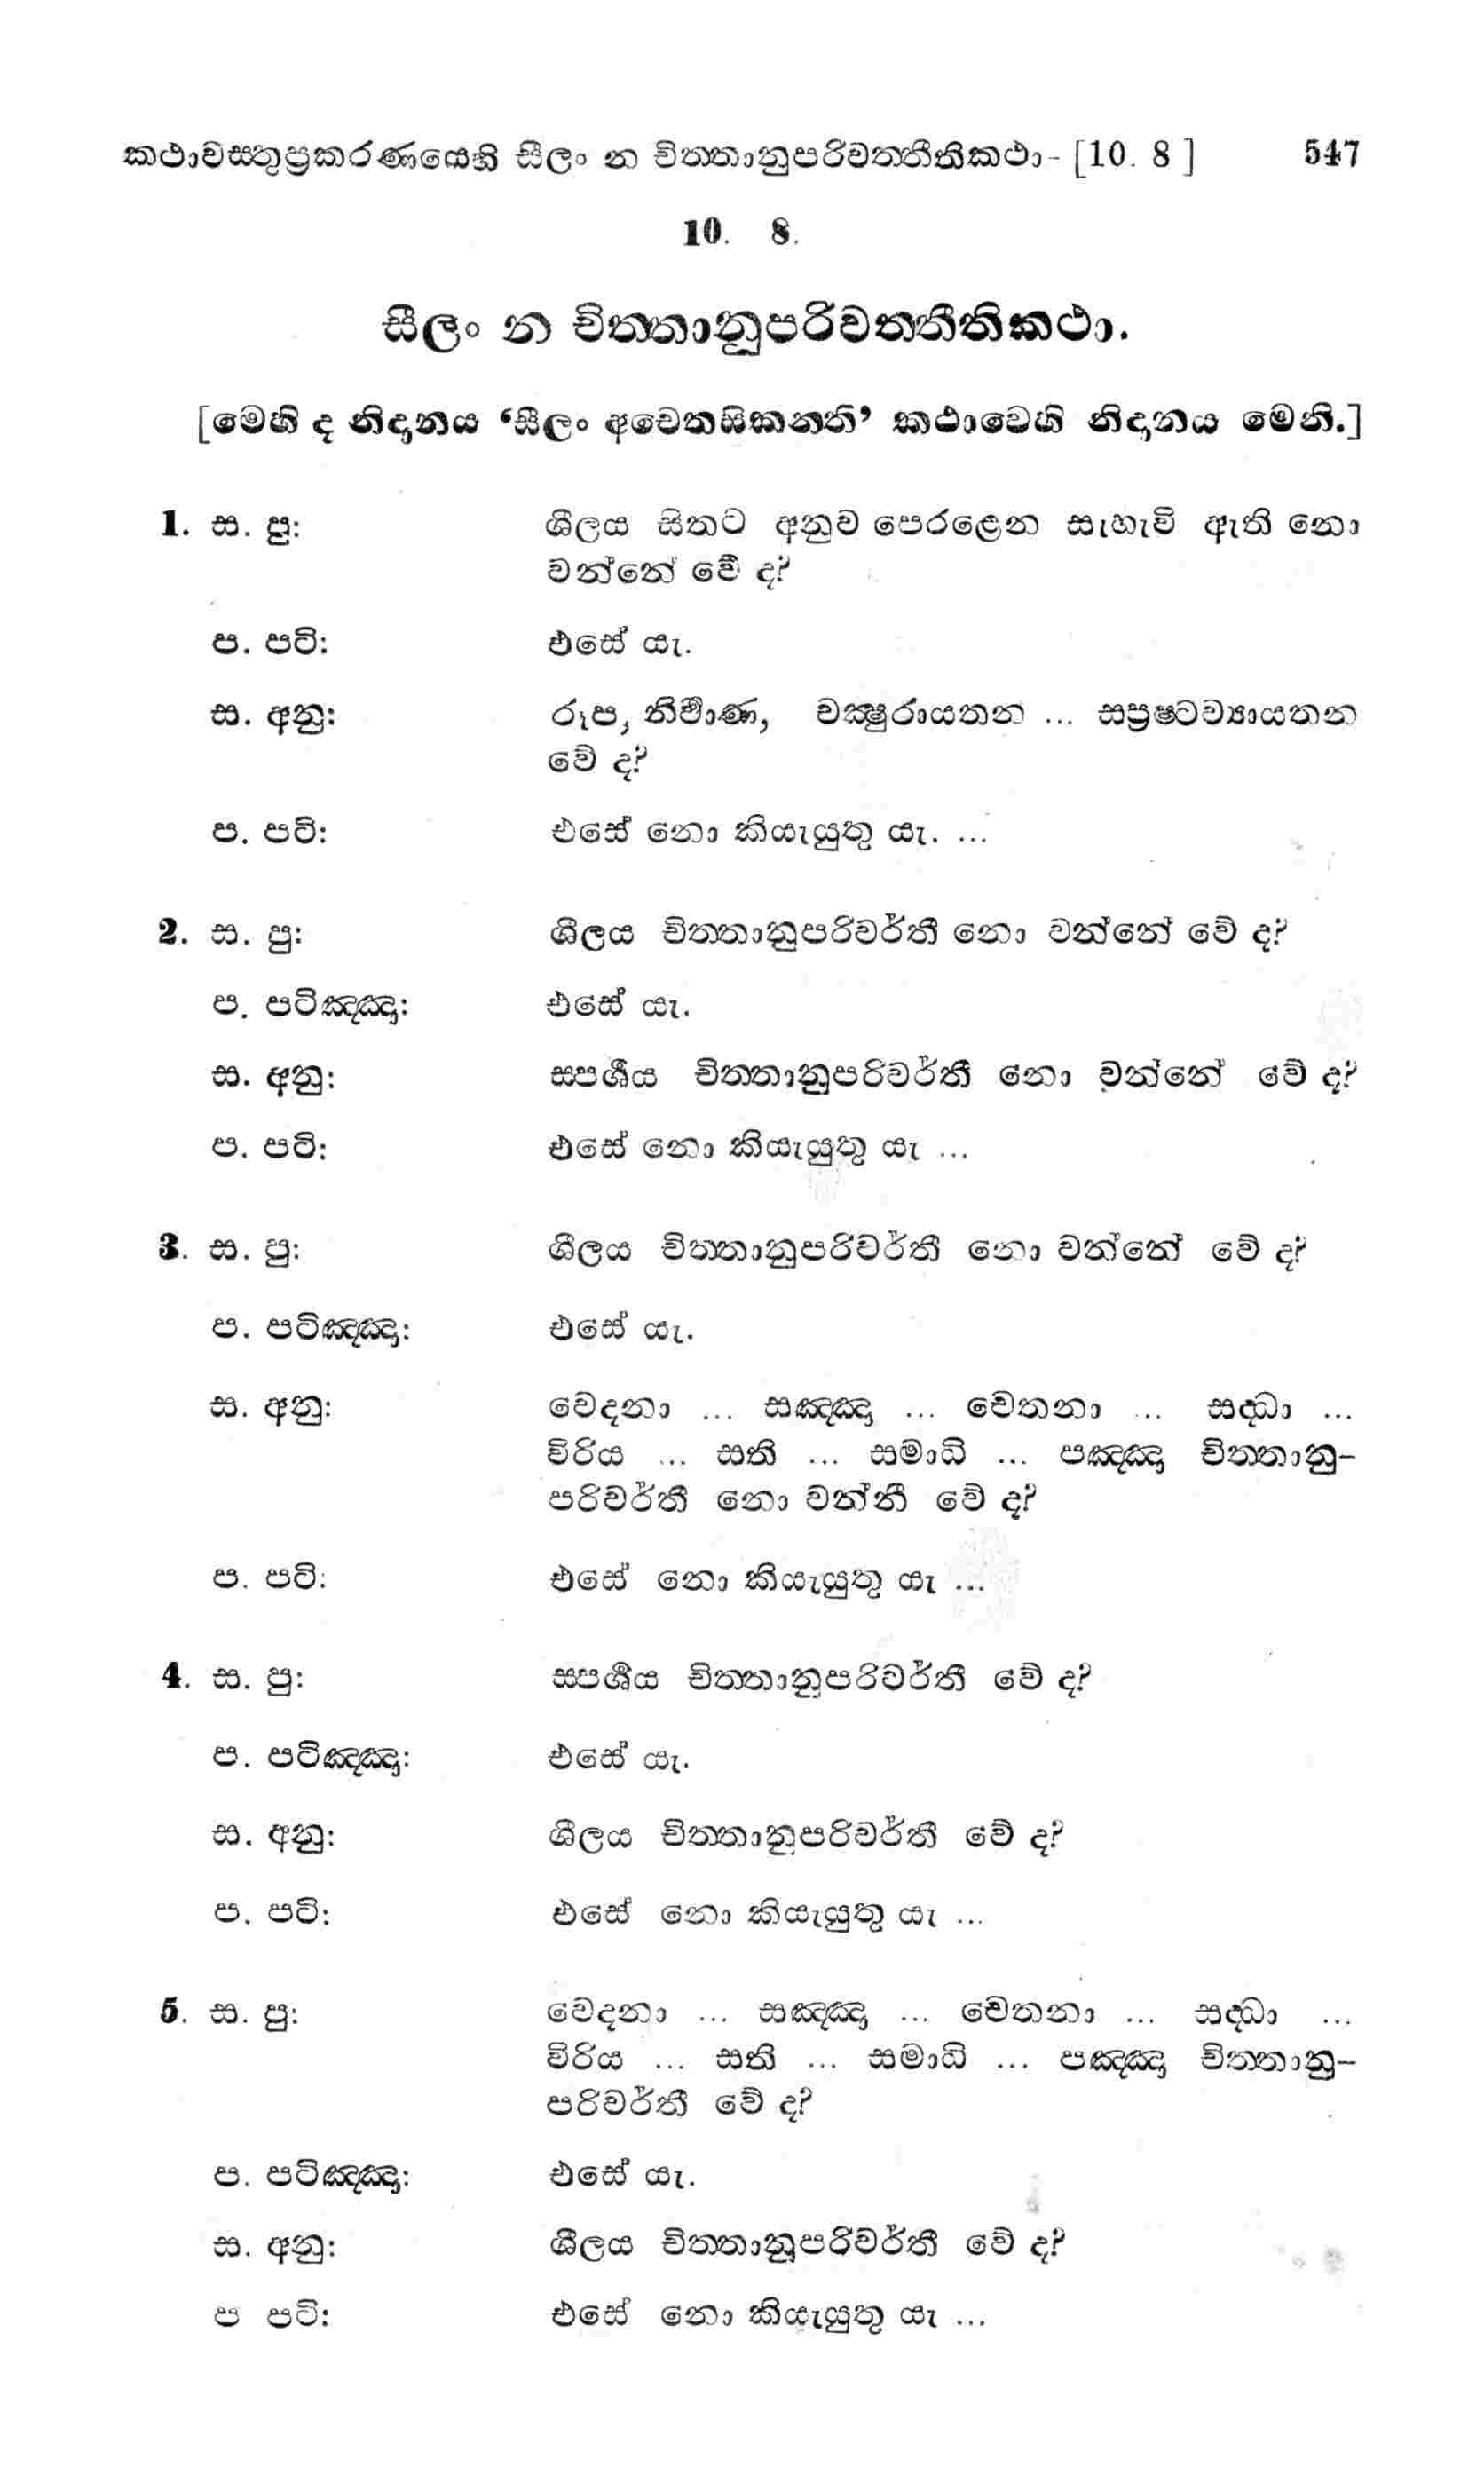 කථාවස්තුප්‍රකරණයෙහි සීලං න චිත්තානුපරිවත්තීතිකථා - [10. 8 ] 547
10. 8.
සීලං න චිත්තානුපරිවත්තීතිකථා.
[මෙහි ද නිදානය ‘සීලං අචෙතසිකන්ති’ කථාවෙහි නිදානය මෙනි.]
1. ස. පු: ශීලය සිතට අනුව පෙරළෙන සැහැවි ඇති නො
වන්නේ වේ ද?
ප. පටි: එසේ යැ.
ස. අනු: රූප, නිර්‍වාණ, චක්‍ෂුරායතන ... සප්‍රෂ්ටව්‍යායතන
වේ ද?
ප. පටි: එසේ නො කියැයුතු යැ. ...
2. ස. පු: ශීලය චිත්තානුපරිවර්තී නො වන්නේ වේ ද?
ප. පටිඤ්ඤා: එසේ යැ.
ස. අනු: ස්පර්‍ශය චිත්තානුපරිවර්තී නො වන්නේ වේ ද?
ප. පටි: එසේ නො කියැයුතු යැ ...
3. ස. පු: ශීලය චිත්තානුපරිවර්තී නො වන්නේ වේ ද?
ප. පටිඤ්ඤා: එසේ යැ.
ස. අනු: වේදනා ... සඤ්ඤා ... චේතනා ... සද්ධා ...
විරිය ... සති ... සමාධි ... පඤ්ඤා චිත්තානු-
පරිවර්තී නො වන්නී වේ ද?
ප. පටි: එසේ නො කියැයුතු යැ ...
4. ස. පු: ස්පර්‍ශය චිත්තානුපරිවර්තී වේ ද?
ප. පටිඤ්ඤා: එසේ යැ.
ස. අනු: ශීලය චිත්තානුපරිවර්තී වේ ද?
ප. පටි: එසේ නො කියැයුතු යැ ...
5. ස. පු: වේදනා ... සඤ්ඤා ... චේතනා ... සද්ධා ...
විරිය ... සති ... සමාධි ... පඤ්ඤා චිත්තානු-
පරිවර්තී වේ ද?
ප. පටිඤ්ඤා: එසේ යැ.
ස. අනු: ශීලය චිත්තානුපරිවර්තී වේ ද?
ප පටි: එසේ නො කියැයුතු යැ ...